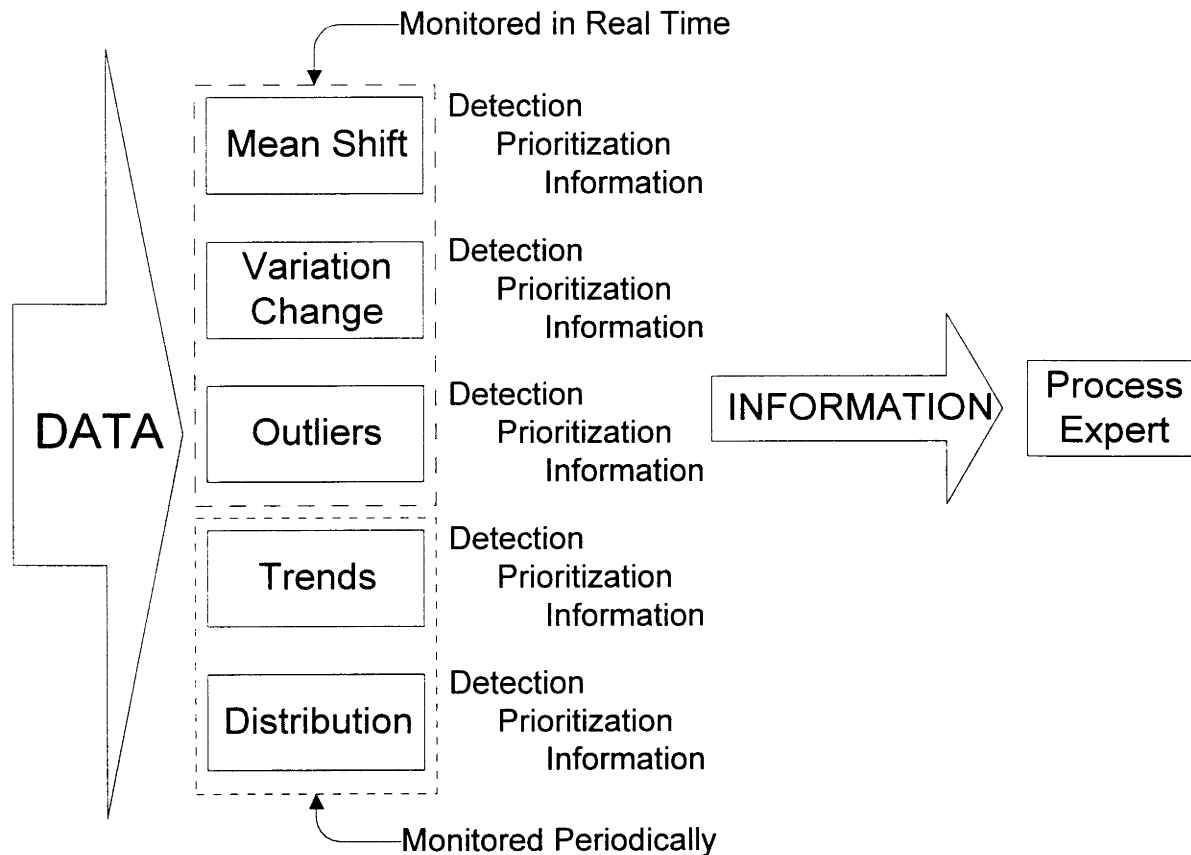 Monitored in Real Time
DATA
Mean Shift
Detection
Prioritization
Information
Variation
Change
Detection
Prioritization
Information
Outliers
Detection
Prioritization
Information
Trends
Detection
Prioritization
Information
Distribution
Detection
Prioritization
Information
Monitored Periodically
INFORMATION
Process
Expert